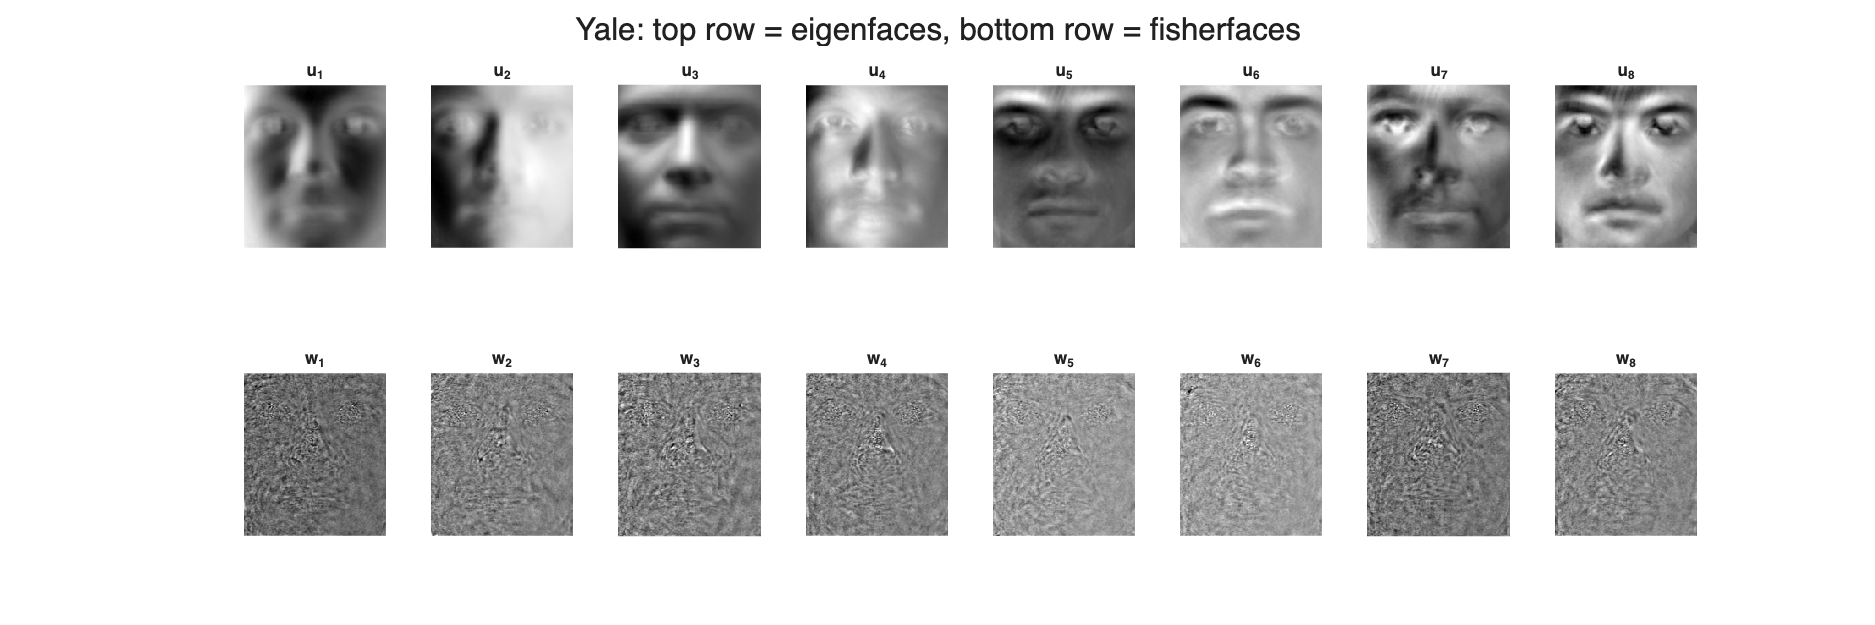 Yale: top row = eigenfaces, bottom row = fisherfaces
u₁ u₂ u₃ u₄ u₅ u₆ u₇ u₈
w₁ w₂ w₃ w₄ w₅ w₆ w₇ w₈